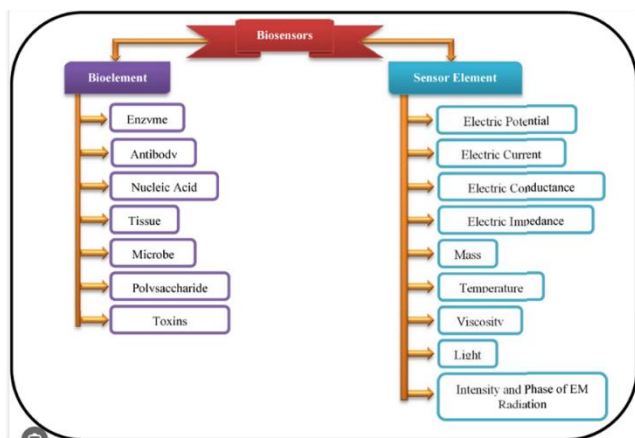 Biosensors
Bioelement
Sensor Element
Enzyme
Antibody
Nucleic Acid
Tissue
Microbe
Polysaccharide
Toxins
Electric Potential
Electric Current
Electric Conductance
Electric Impedance
Mass
Temperature
Viscosity
Light
Intensity and Phase of EM
Radiation